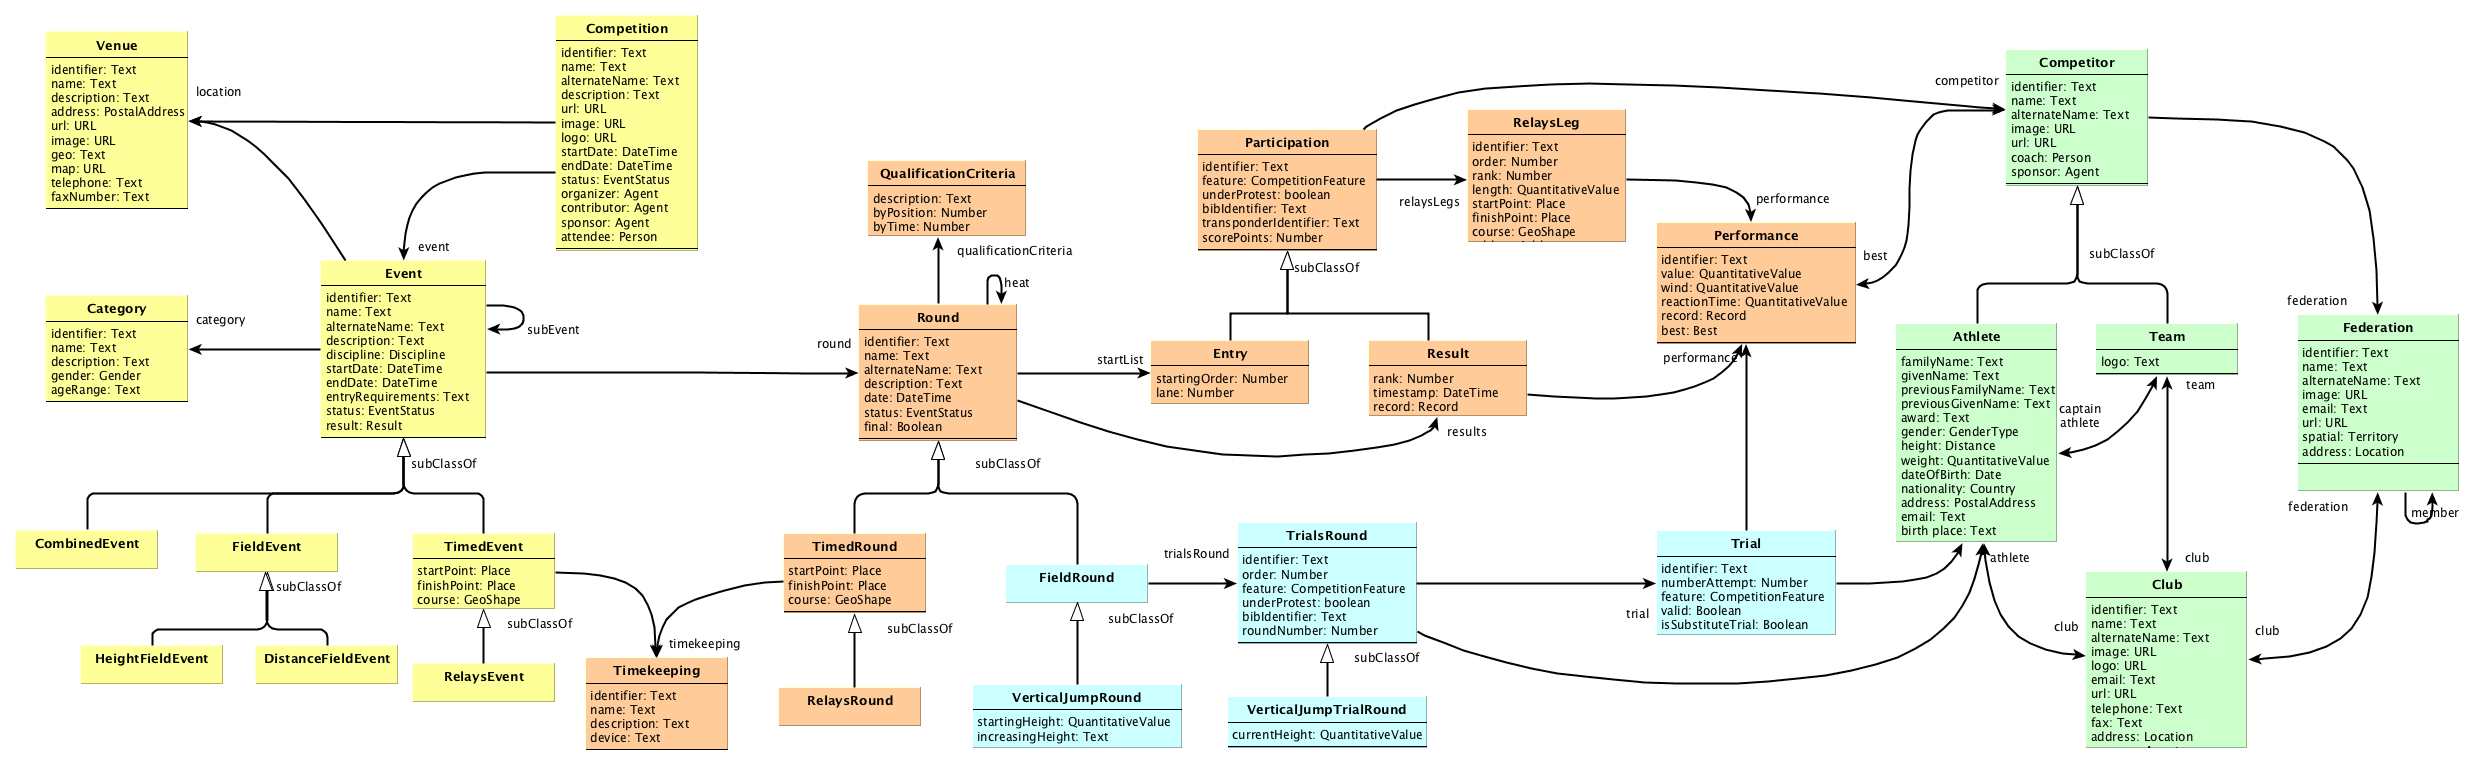 Venue
identifier: Text
name: Text
description: Text
address: PostalAddress
url: URL
image: URL
geo: Text
map: URL
telephone: Text
faxNumber: Text
location
Competition
identifier: Text
name: Text
alternateName: Text
description: Text
url: URL
image: URL
logo: URL
startDate: DateTime
endDate: DateTime
status: EventStatus
organizer: Agent
contributor: Agent
sponsor: Agent
attendee: Person
event
Category
identifier: Text
name: Text
description: Text
gender: Gender
ageRange: Text
category
Event
identifier: Text
name: Text
alternateName: Text
description: Text
discipline: Discipline
startDate: DateTime
endDate: DateTime
entryRequirements: Text
status: EventStatus
result: Result
subEvent
subClassOf
CombinedEvent
FieldEvent
subClassOf
HeightFieldEvent
DistanceFieldEvent
TimedEvent
startPoint: Place
finishPoint: Place
course: GeoShape
subClassOf
RelaysEvent
timekeeping
Timekeeping
identifier: Text
name: Text
description: Text
device: Text
QualificationCriteria
description: Text
byPosition: Number
byTime: Number
qualificationCriteria
heat
round
Round
identifier: Text
name: Text
alternateName: Text
description: Text
date: DateTime
status: EventStatus
final: Boolean
subClassOf
TimedRound
startPoint: Place
finishPoint: Place
course: GeoShape
subClassOf
RelaysRound
FieldRound
subClassOf
VerticalJumpRound
startingHeight: QuantitativeValue
increasingHeight: Text
startList
results
Participation
identifier: Text
feature: CompetitionFeature
underProtest: boolean
bibIdentifier: Text
transponderIdentifier: Text
scorePoints: Number
subClassOf
Entry
startingOrder: Number
lane: Number
Result
rank: Number
timestamp: DateTime
record: Record
relaysLegs
RelaysLeg
identifier: Text
order: Number
rank: Number
length: QuantitativeValue
startPoint: Place
finishPoint: Place
course: GeoShape
performance
Performance
identifier: Text
value: QuantitativeValue
wind: QuantitativeValue
reactionTime: QuantitativeValue
record: Record
best: Best
performance
trialsRound
TrialsRound
identifier: Text
order: Number
feature: CompetitionFeature
underProtest: boolean
bibIdentifier: Text
roundNumber: Number
subClassOf
VerticalJumpTrialRound
currentHeight: QuantitativeValue
trial
Trial
identifier: Text
numberAttempt: Number
feature: CompetitionFeature
valid: Boolean
isSubstituteTrial: Boolean
competitor
best
Competitor
identifier: Text
name: Text
alternateName: Text
image: URL
url: URL
coach: Person
sponsor: Agent
subClassOf
Athlete
familyName: Text
givenName: Text
previousFamilyName: Text
previousGivenName: Text
award: Text
gender: GenderType
height: Distance
weight: QuantitativeValue
dateOfBirth: Date
nationality: Country
address: PostalAddress
email: Text
birth place: Text
athlete
Team
logo: Text
team
captain
athlete
club
club
Club
identifier: Text
name: Text
alternateName: Text
image: URL
logo: URL
email: Text
url: URL
telephone: Text
fax: Text
address: Location
club
federation
Federation
identifier: Text
name: Text
alternateName: Text
image: URL
email: Text
url: URL
spatial: Territory
address: Location
federation
member